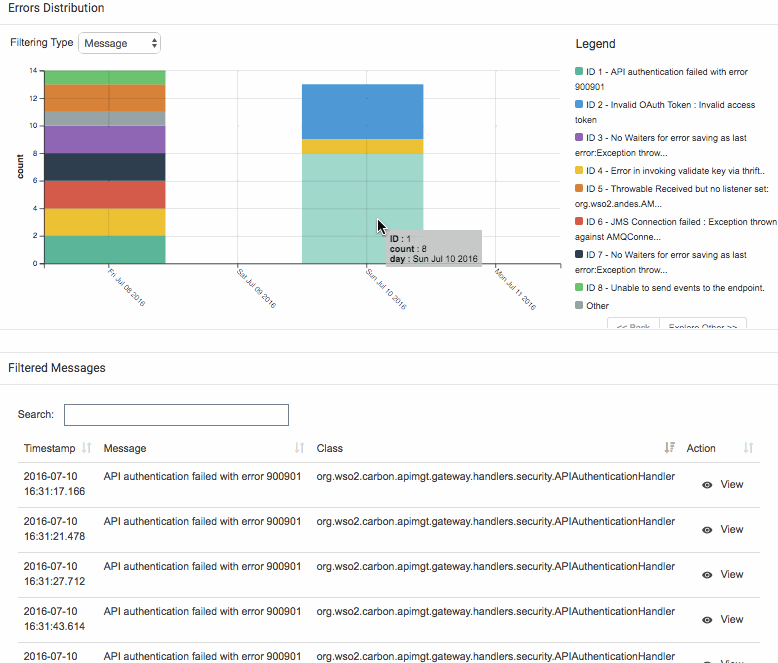 Errors Distribution
Filtering Type Message
Legend
14
12
10
8
6
4
2
0
count
Fri Jul 08 2016
Sat Jul 09 2016
Sun Jul 10 2016
Mon Jul 11 2016
ID : 1
count : 8
day : Sun Jul 10 2016
ID 1 - API authentication failed with error
900901
ID 2 - Invalid OAuth Token : Invalid access
token
ID 3 - No Waiters for error saving as last
error:Exception throw...
ID 4 - Error in invoking validate key via thrift..
ID 5 - Throwable Received but no listener set:
org.wso2.andes.AM...
ID 6 - JMS Connection failed : Exception thrown
against AMQConne...
ID 7 - No Waiters for error saving as last
error:Exception throw...
ID 8 - Unable to send events to the endpoint.
Other
<< Back Explore Other >>
Filtered Messages
Search:
Timestamp Message Class Action
2016-07-10 API authentication failed with error 900901 org.wso2.carbon.apimgt.gateway.handlers.security.APIAuthenticationHandler View
16:31:17.166
2016-07-10 API authentication failed with error 900901 org.wso2.carbon.apimgt.gateway.handlers.security.APIAuthenticationHandler View
16:31:21.478
2016-07-10 API authentication failed with error 900901 org.wso2.carbon.apimgt.gateway.handlers.security.APIAuthenticationHandler View
16:31:27.712
2016-07-10 API authentication failed with error 900901 org.wso2.carbon.apimgt.gateway.handlers.security.APIAuthenticationHandler View
16:31:43.614
2016-07-10 API authentication failed with error 900901 org.wso2.carbon.apimgt.gateway.handlers.security.APIAuthenticationHandler View